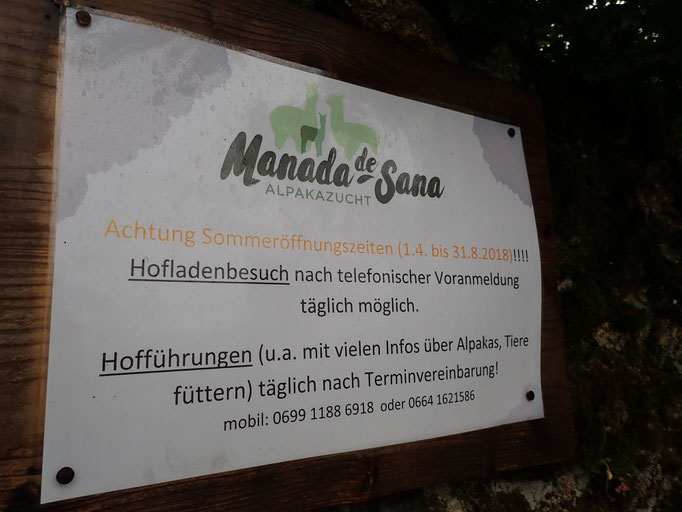 Manada de Sana
ALPAKAZUCHT
Achtung Sommeröffnungszeiten (1.4. bis 31.8.2018)!!!!
Hofladenbesuch nach telefonischer Voranmeldung
täglich möglich.
Hofführungen (u.a. mit vielen Infos über Alpakas, Tiere
füttern) täglich nach Terminvereinbarung!
mobil: 0699 1188 6918 oder 0664 1621586